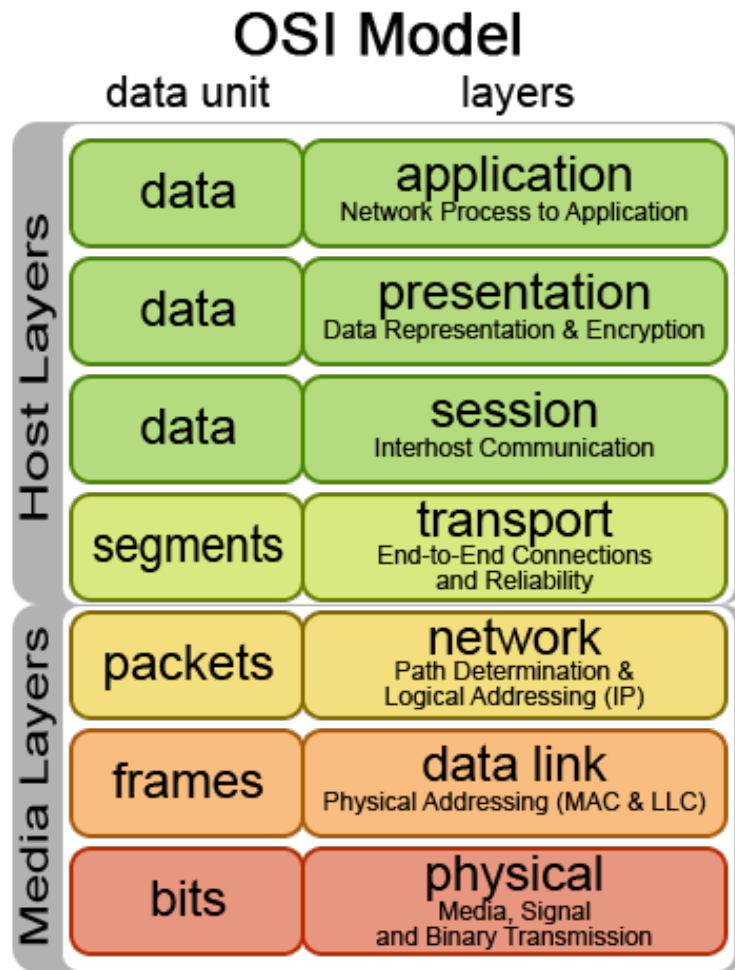 OSI Model
data unit layers
Host Layers
data application
Network Process to Application
data presentation
Data Representation & Encryption
data session
Interhost Communication
segments transport
End-to-End Connections
and Reliability
Media Layers
packets network
Path Determination &
Logical Addressing (IP)
frames data link
Physical Addressing (MAC & LLC)
bits physical
Media, Signal
and Binary Transmission